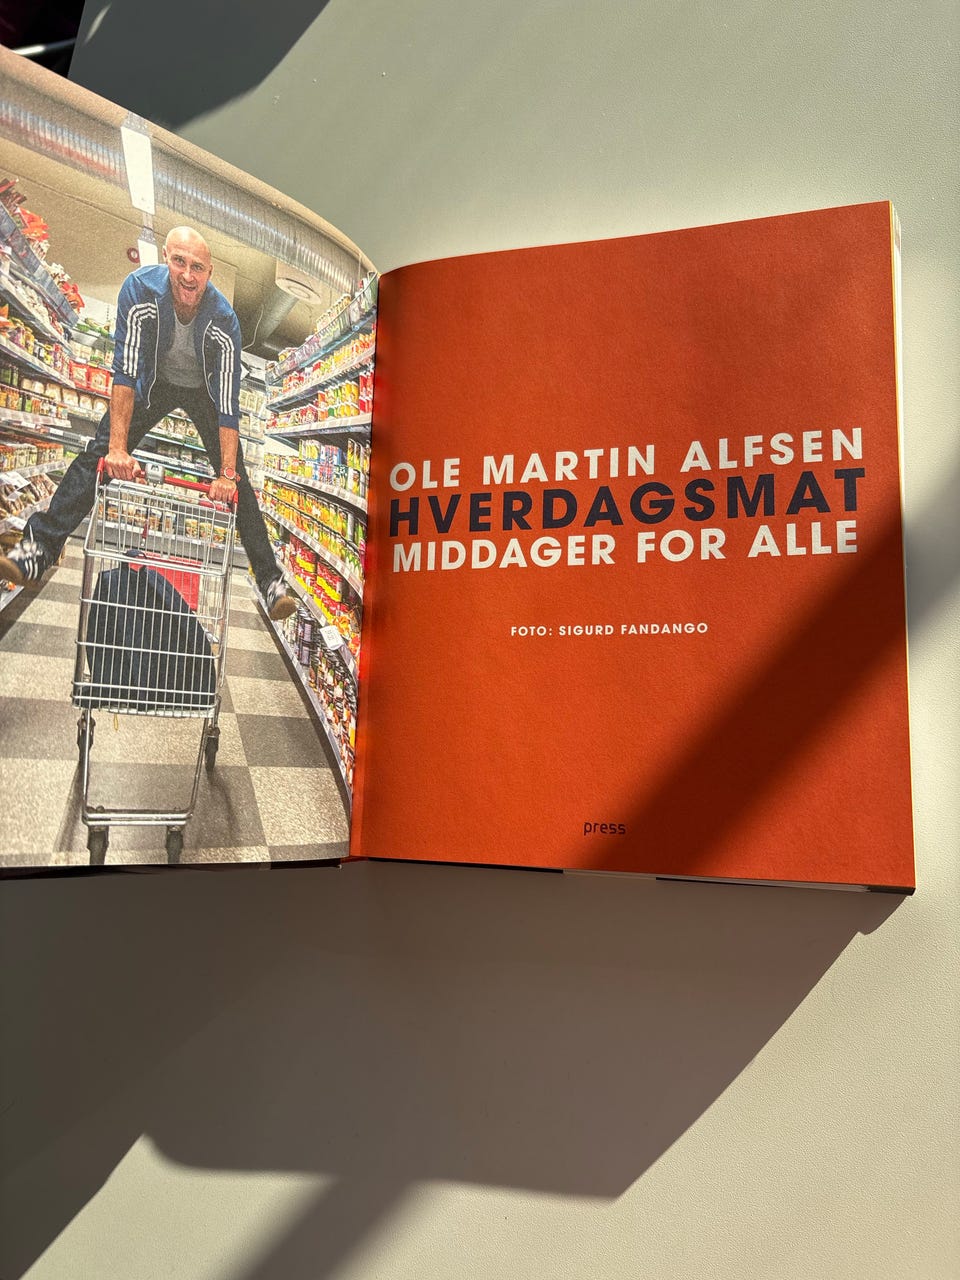 OLE MARTIN ALFSEN
HVERDAGSMAT
MIDDAGER FOR ALLE
FOTO: SIGURD FANDANGO
press